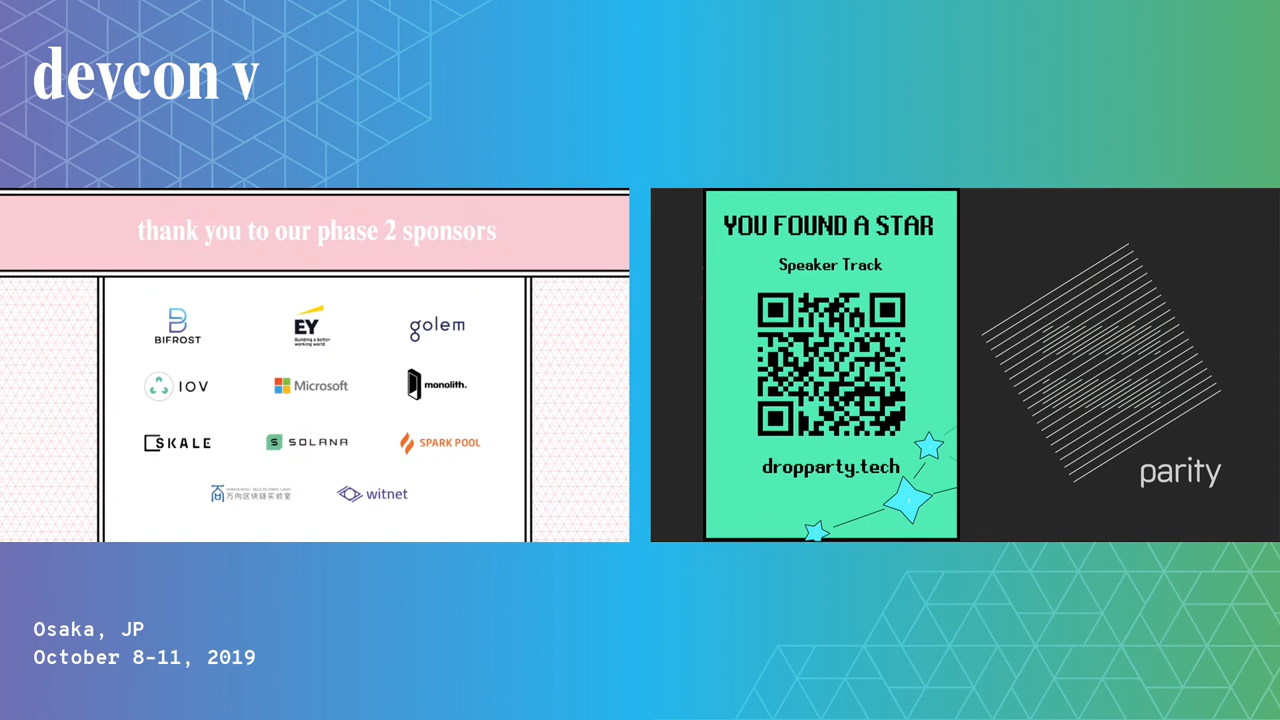 devcon v
thank you to our phase 2 sponsors
BIFROST
EY
Building a better
working world
golem
IOV
Microsoft
monolith.
SKALE
S SOLANA
SPARK POOL
万向区块链实验室
witnet
YOU FOUND A STAR
Speaker Track
dropparty.tech
parity
Osaka, JP
October 8-11, 2019